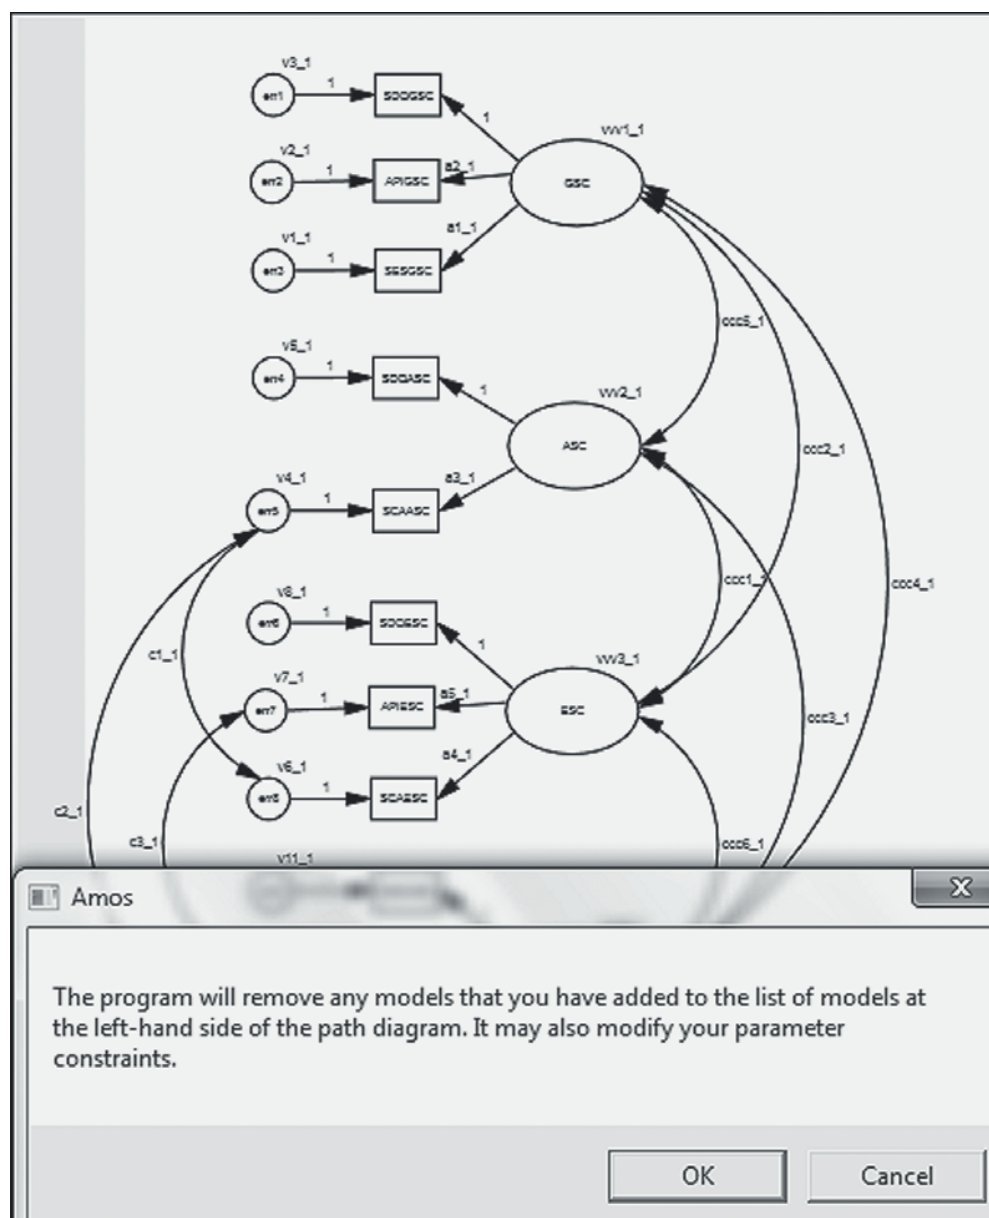 v3_1
err1
1
SDQGSC
1
vvv1_1
v2_1
err2
1
APIGSC
a2_1
GSC
v1_1
err3
1
SESGSC
a1_1
ccc5_1
v5_1
err4
1
SDQASC
1
vvv2_1
ASC
ccc2_1
v4_1
err5
1
SCAASC
a3_1
v8_1
err6
1
SDQESC
1
ccc1_1
ccc4_1
c1_1
vvv3_1
v7_1
err7
1
APIESC
a5_1
ESC
ccc3_1
v6_1
err8
1
SCAESC
a4_1
c2_1
c3_1
ccc6_1
v11_1
Amos
The program will remove any models that you have added to the list of models at
the left-hand side of the path diagram. It may also modify your parameter
constraints.
OK
Cancel